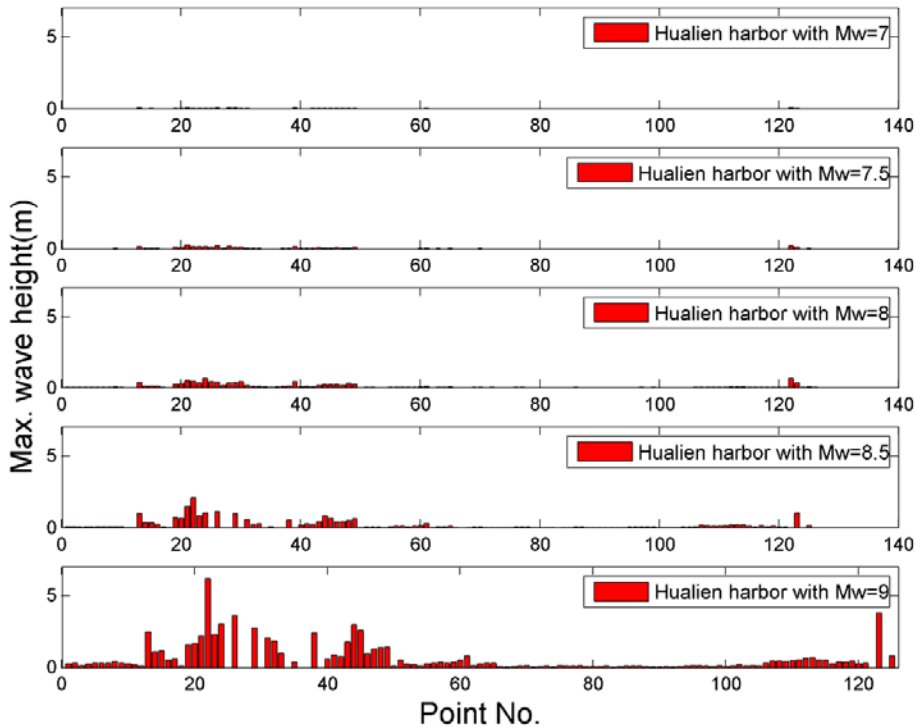 Max. wave height(m)
5
0
Hualien harbor with Mw=7
0 20 40 60 80 100 120 140
5
0
Hualien harbor with Mw=7.5
0 20 40 60 80 100 120 140
5
0
Hualien harbor with Mw=8
0 20 40 60 80 100 120 140
5
0
Hualien harbor with Mw=8.5
0 20 40 60 80 100 120 140
5
0
Hualien harbor with Mw=9
0 20 40 60 80 100 120
Point No.